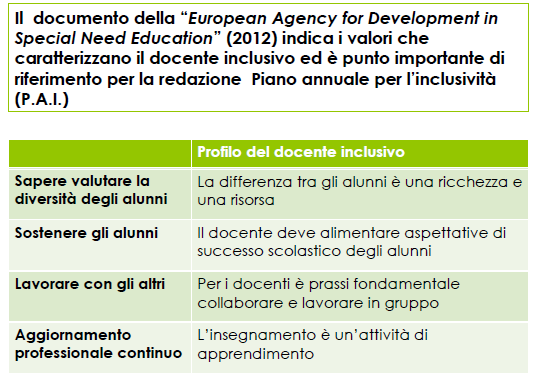 Il documento della “European Agency for Development in
Special Need Education” (2012) indica i valori che
caratterizzano il docente inclusivo ed è punto importante di
riferimento per la redazione Piano annuale per l’inclusività
(P.A.I.)
Profilo del docente inclusivo
Sapere valutare la
diversità degli alunni
La differenza tra gli alunni è una ricchezza e
una risorsa
Sostenere gli alunni
Il docente deve alimentare aspettative di
successo scolastico degli alunni
Lavorare con gli altri
Per i docenti è prassi fondamentale
collaborare e lavorare in gruppo
Aggiornamento
professionale continuo
L’insegnamento è un’attività di
apprendimento